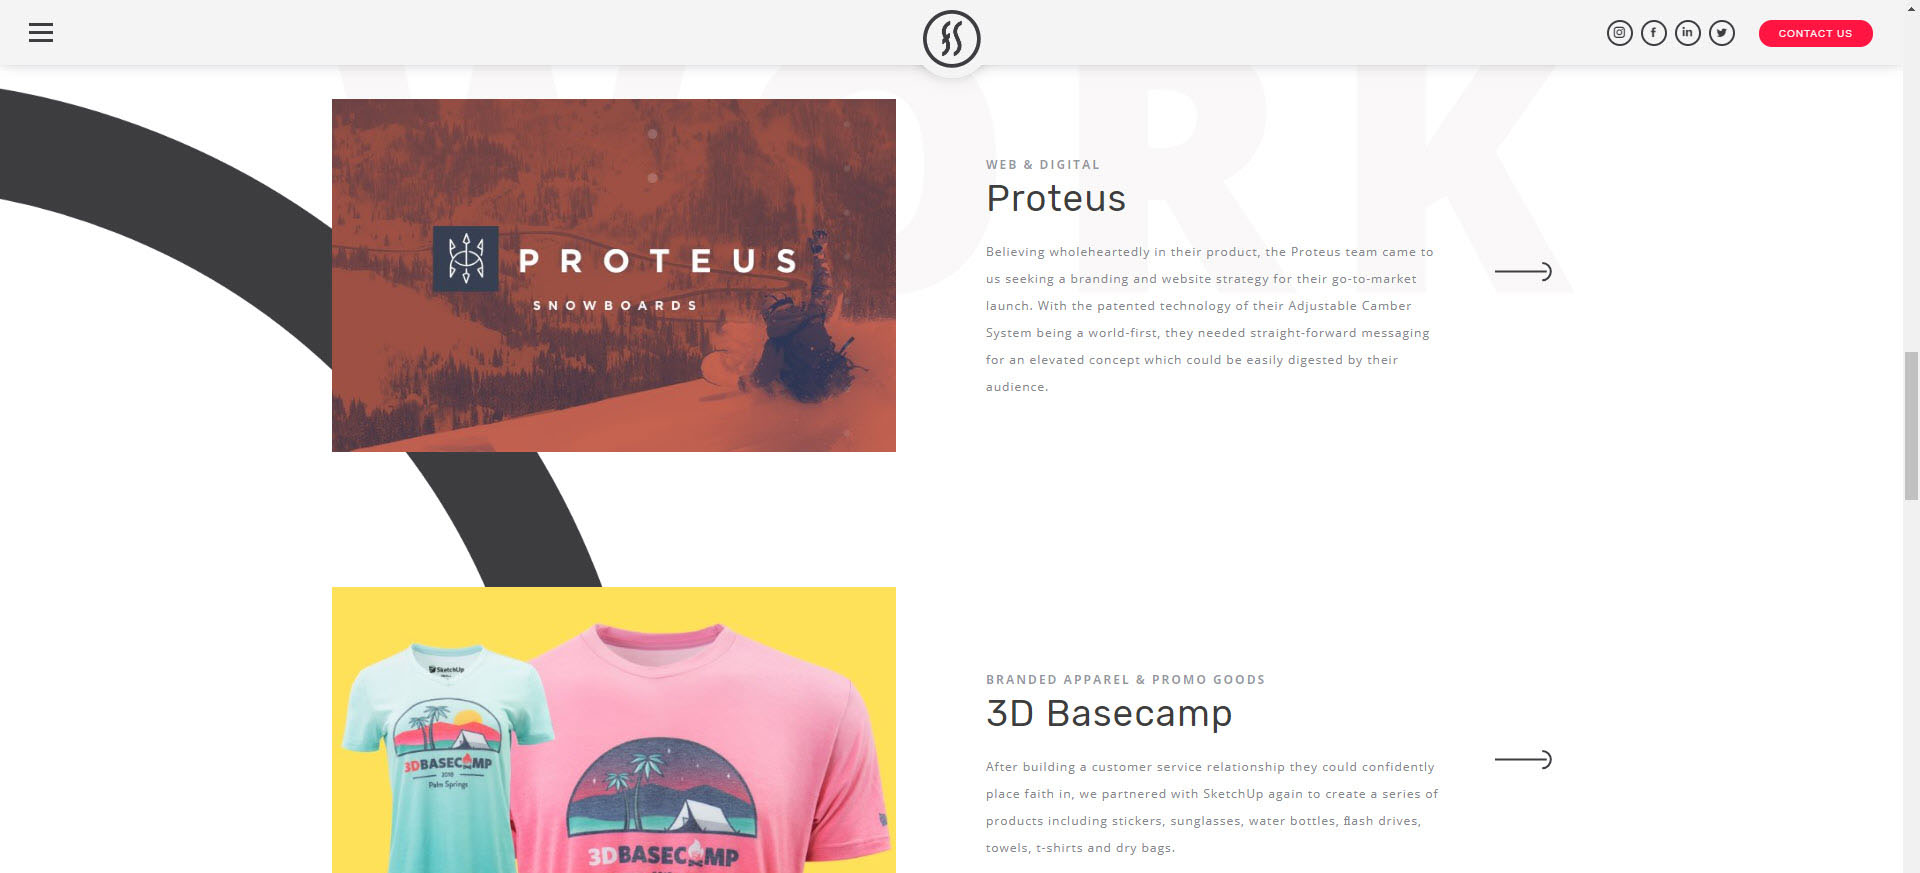 CONTACT US
WORK
PROTEUS
SNOWBOARDS
WEB & DIGITAL
Proteus
Believing wholeheartedly in their product, the Proteus team came to
us seeking a branding and website strategy for their go-to-market
launch. With the patented technology of their Adjustable Camber
System being a world-first, they needed straight-forward messaging
for an elevated concept which could be easily digested by their
audience.
SketchUp
3DBASECAMP
2018
Palm Springs
3DBASECAMP
BRANDED APPAREL & PROMO GOODS
3D Basecamp
After building a customer service relationship they could confidently
place faith in, we partnered with SketchUp again to create a series of
products including stickers, sunglasses, water bottles, flash drives,
towels, t-shirts and dry bags.